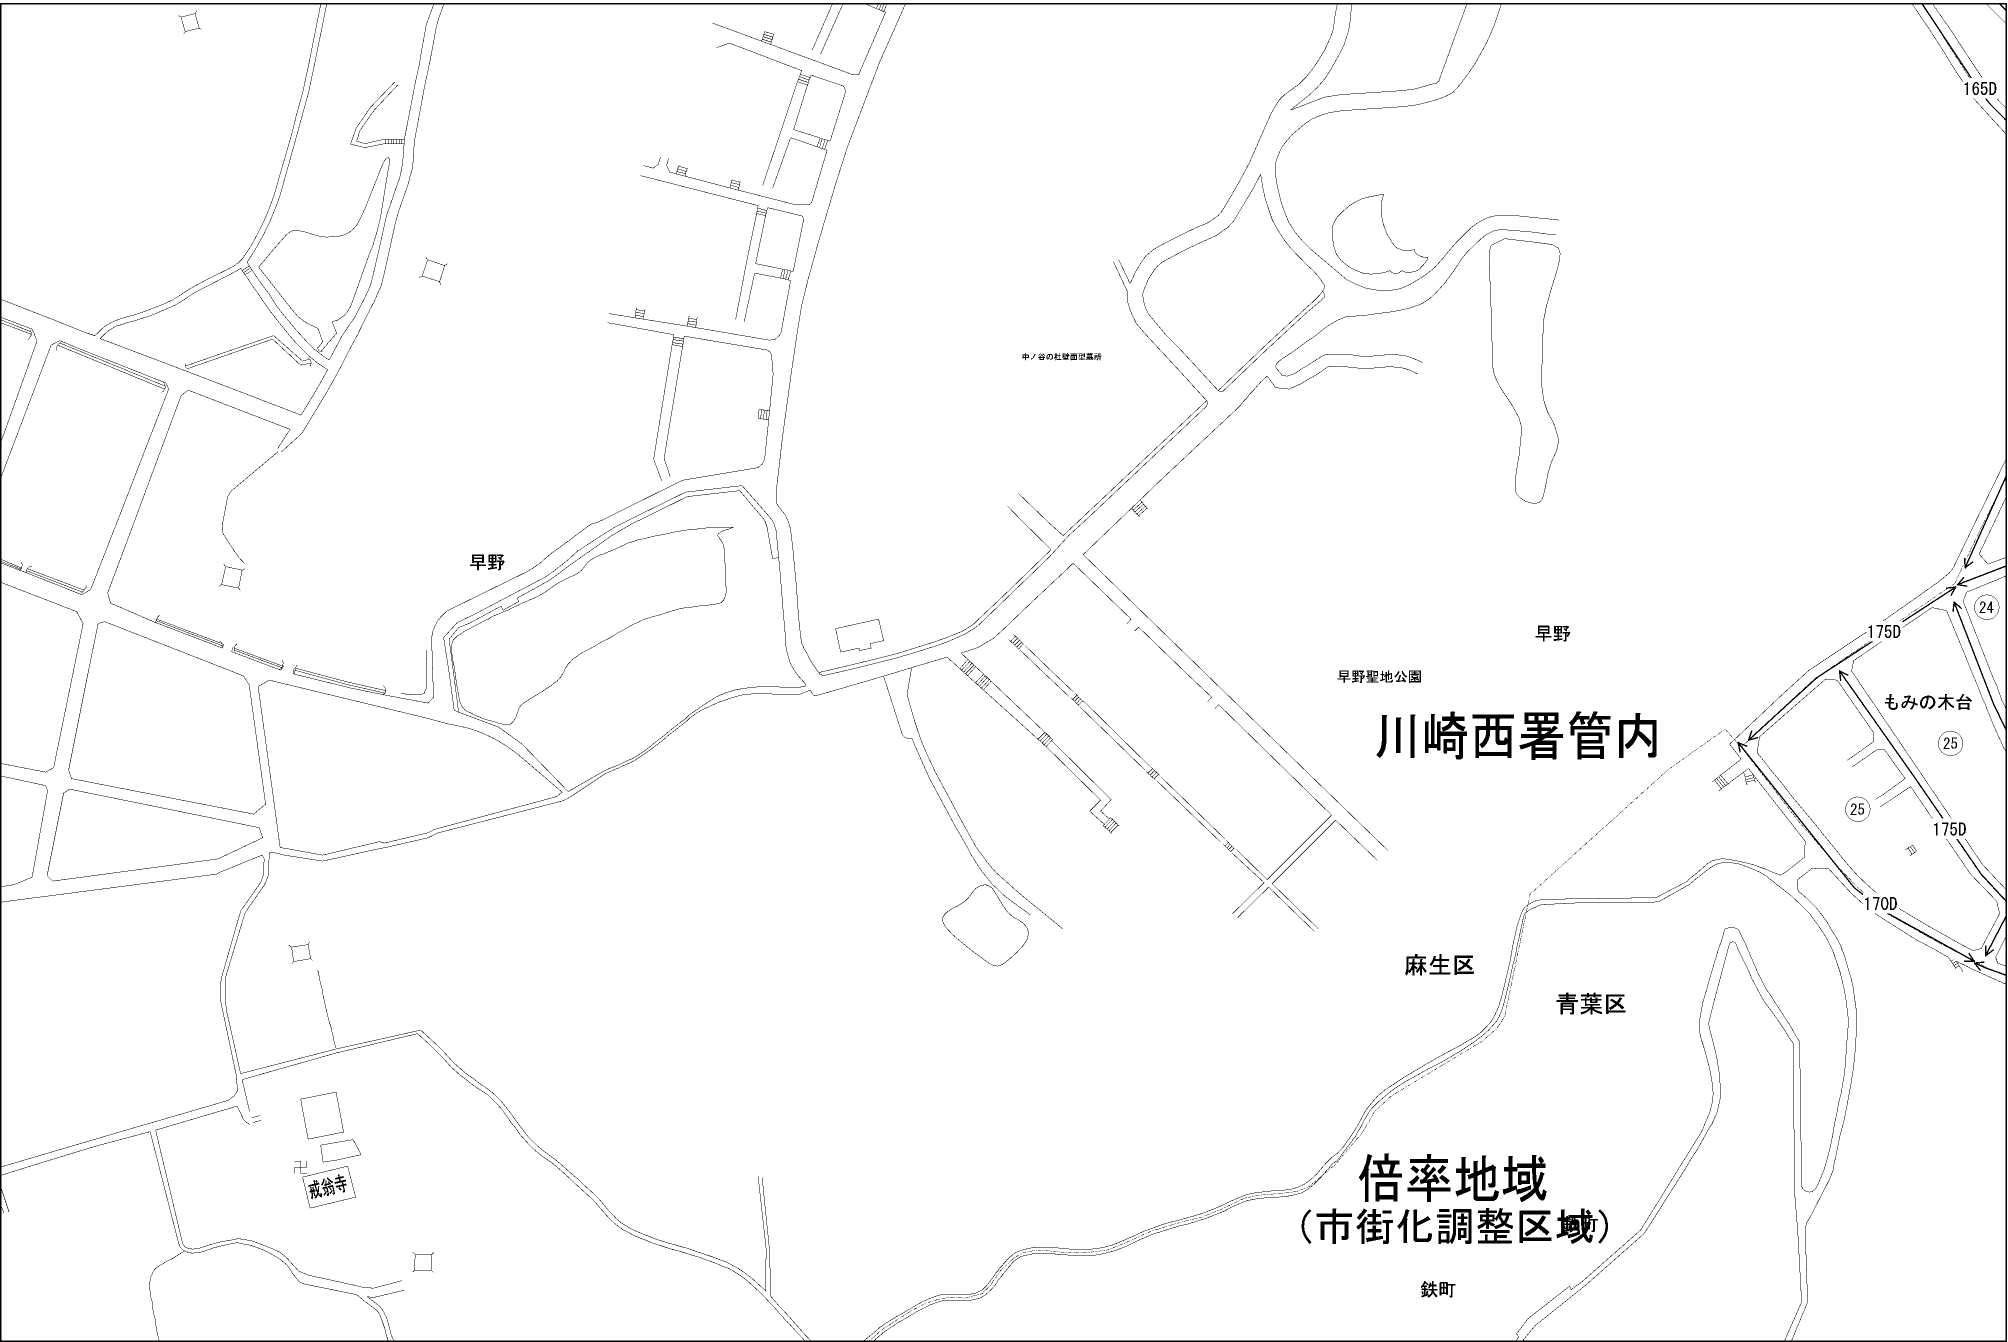 165D
中ノ谷の杜壁面型墓所
早野
24
175D
早野
早野聖地公園
もみの木台
川崎西署管内
25
25
175D
170D
麻生区
青葉区
倍率地域
戒翁寺
(市街化調整区域)
鉄町